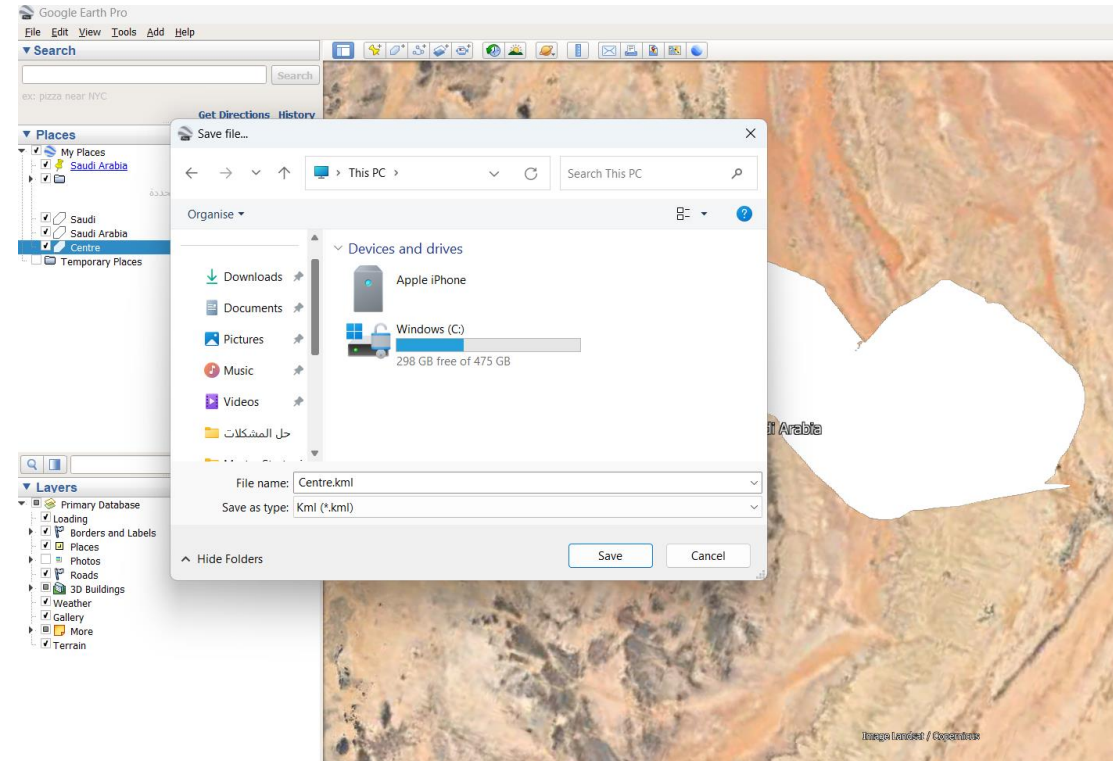 Google Earth Pro
File Edit View Tools Add Help
Search
Search
ex: pizza near NYC
Get Directions History
Places
My Places
Saudi Arabia
Saudi
Saudi Arabia
Centre
Temporary Places
Layers
Primary Database
Loading
Borders and Labels
Places
Photos
Roads
3D Buildings
Weather
Gallery
More
Terrain
Save file...
This PC
Search This PC
Organise
Downloads
Documents
Pictures
Music
Videos
حل المشكلات
Devices and drives
Apple iPhone
Windows (C:)
298 GB free of 475 GB
File name: Centre.kml
Save as type: Kml (*.kml)
Hide Folders
Save Cancel
Arabia
Image Landsat / Copernicus